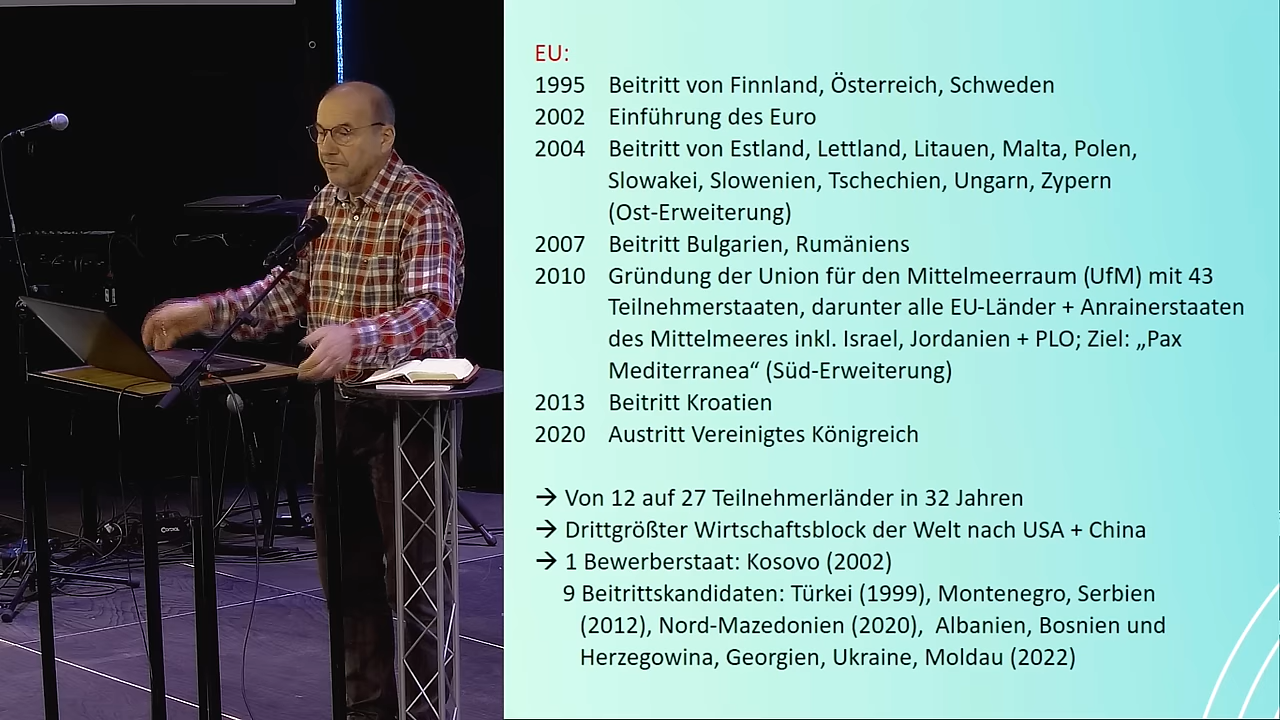 EU:
1995 Beitritt von Finnland, Österreich, Schweden
2002 Einführung des Euro
2004 Beitritt von Estland, Lettland, Litauen, Malta, Polen,
Slowakei, Slowenien, Tschechien, Ungarn, Zypern
(Ost-Erweiterung)
2007 Beitritt Bulgarien, Rumäniens
2010 Gründung der Union für den Mittelmeerraum (UfM) mit 43
Teilnehmerstaaten, darunter alle EU-Länder + Anrainerstaaten
des Mittelmeeres inkl. Israel, Jordanien + PLO; Ziel: „Pax
Mediterranea“ (Süd-Erweiterung)
2013 Beitritt Kroatien
2020 Austritt Vereinigtes Königreich
→ Von 12 auf 27 Teilnehmerländer in 32 Jahren
→ Drittgrößter Wirtschaftsblock der Welt nach USA + China
→ 1 Bewerberstaat: Kosovo (2002)
9 Beitrittskandidaten: Türkei (1999), Montenegro, Serbien
(2012), Nord-Mazedonien (2020), Albanien, Bosnien und
Herzegowina, Georgien, Ukraine, Moldau (2022)